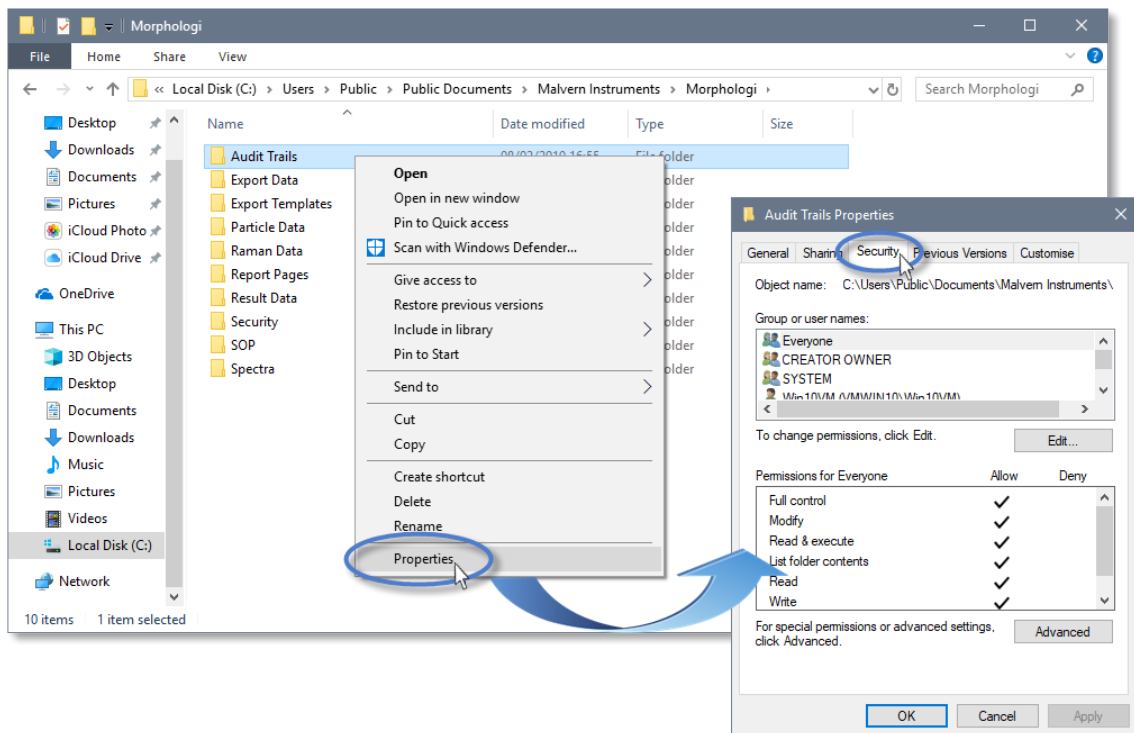 Morphologi
File Home Share View
« Local Disk (C:) › Users › Public › Public Documents › Malvern Instruments › Morphologi › Search Morphologi
Desktop
Downloads
Documents
Pictures
iCloud Photo
iCloud Drive
OneDrive
This PC
3D Objects
Desktop
Documents
Downloads
Music
Pictures
Videos
Local Disk (C:)
Network
Name Date modified Type Size
Audit Trails 08/02/2019 16:55 File folder
Export Data older
Export Templates older
Particle Data older
Raman Data older
Report Pages older
Result Data older
Security older
SOP older
Spectra older
Open
Open in new window
Pin to Quick access
Scan with Windows Defender...
Give access to
Restore previous versions
Include in library
Pin to Start
Send to
Cut
Copy
Create shortcut
Delete
Rename
Properties
10 items 1 item selected
Audit Trails Properties
General Sharing Security Previous Versions Customise
Object name: C:\Users\Public\Documents\Malvern Instruments\
Group or user names:
Everyone
CREATOR OWNER
SYSTEM
Win10VM (VMWIN10\Win10VM)
To change permissions, click Edit. Edit...
Permissions for Everyone Allow Deny
Full control
Modify
Read & execute
List folder contents
Read
Write
For special permissions or advanced settings,
click Advanced. Advanced
OK Cancel Apply